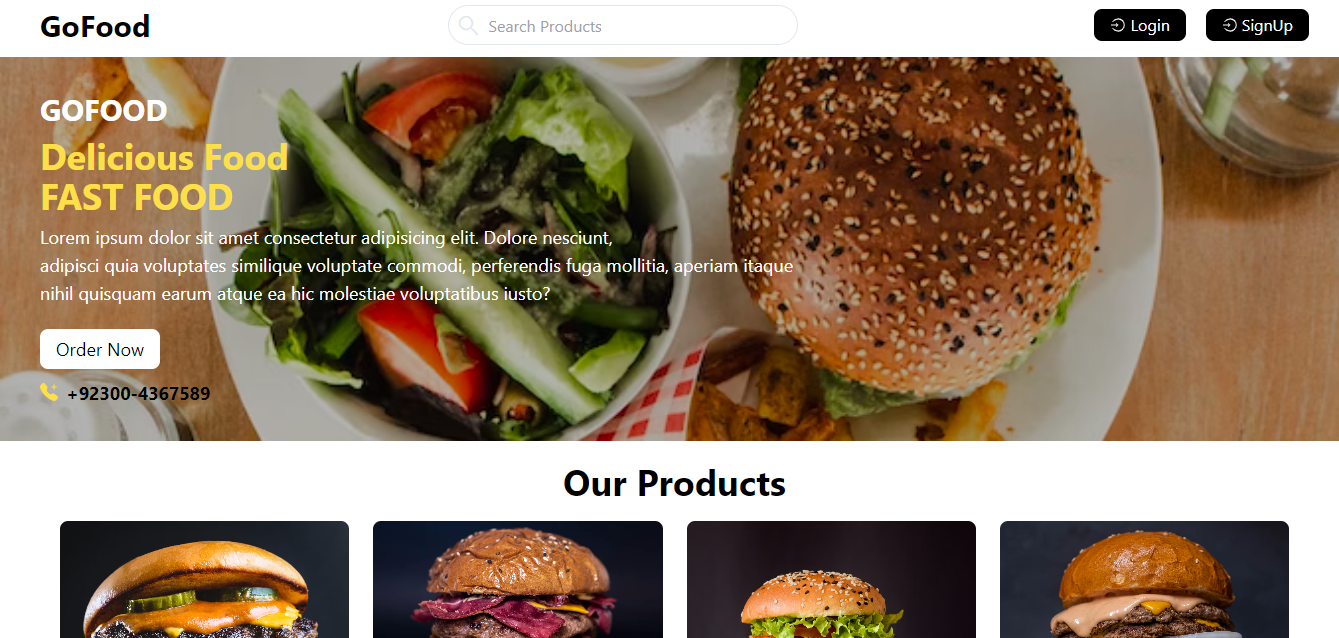 GoFood
Search Products
Login
SignUp
GOFOOD
Delicious Food
FAST FOOD
Lorem ipsum dolor sit amet consectetur adipisicing elit. Dolore nesciunt,
adipisci quia voluptates similique voluptate commodi, perferendis fuga mollitia, aperiam itaque
nihil quisquam earum atque ea hic molestiae voluptatibus iusto?
Order Now
+92300-4367589
Our Products